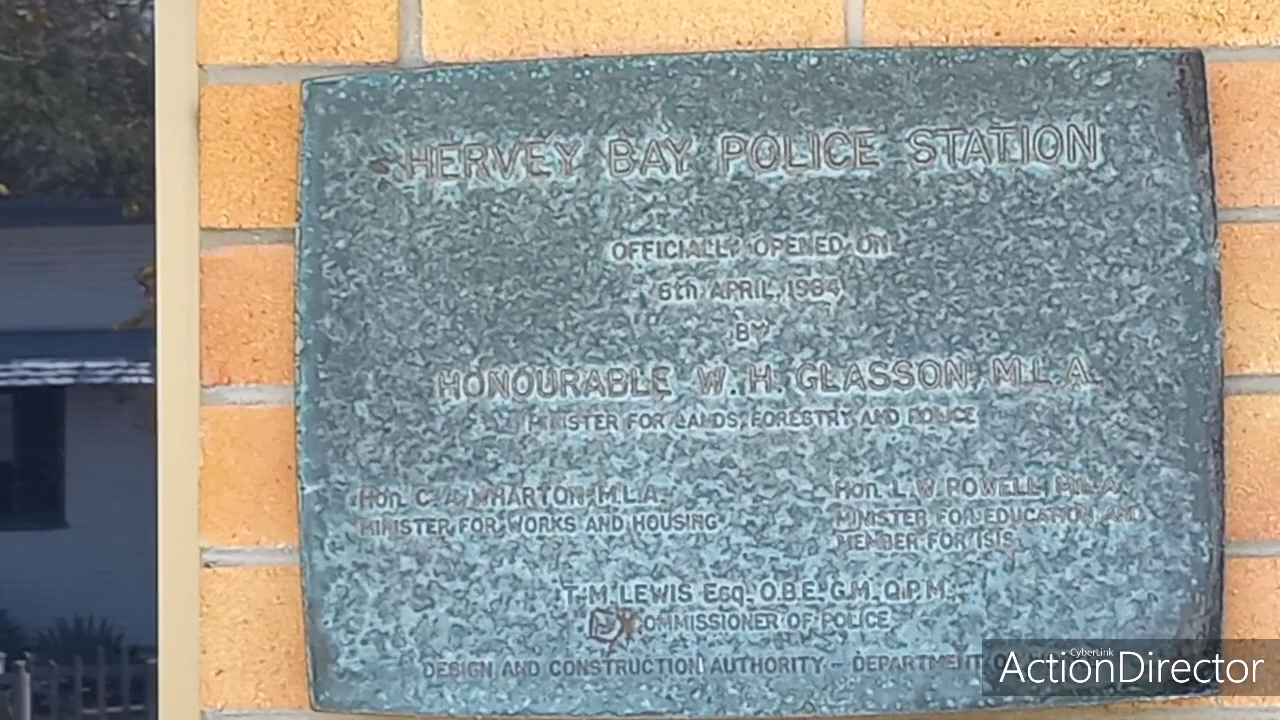 HERVEY BAY POLICE STATION
OFFICIALLY OPENED ON
6th APRIL, 1984
BY
HONOURABLE W. H. GLASSON, M.L.A.
MINISTER FOR LANDS, FORESTRY AND POLICE
Hon. C. A. WHARTON, M.L.A.
MINISTER FOR WORKS AND HOUSING
Hon. L. W. POWELL, M.L.A.
MINISTER FOR EDUCATION AND
MEMBER FOR ISIS
T. M. LEWIS Esq. O.B.E. G.M. Q.P.M.
COMMISSIONER OF POLICE
DESIGN AND CONSTRUCTION AUTHORITY – DEPARTMENT
CyberLink
ActionDirector